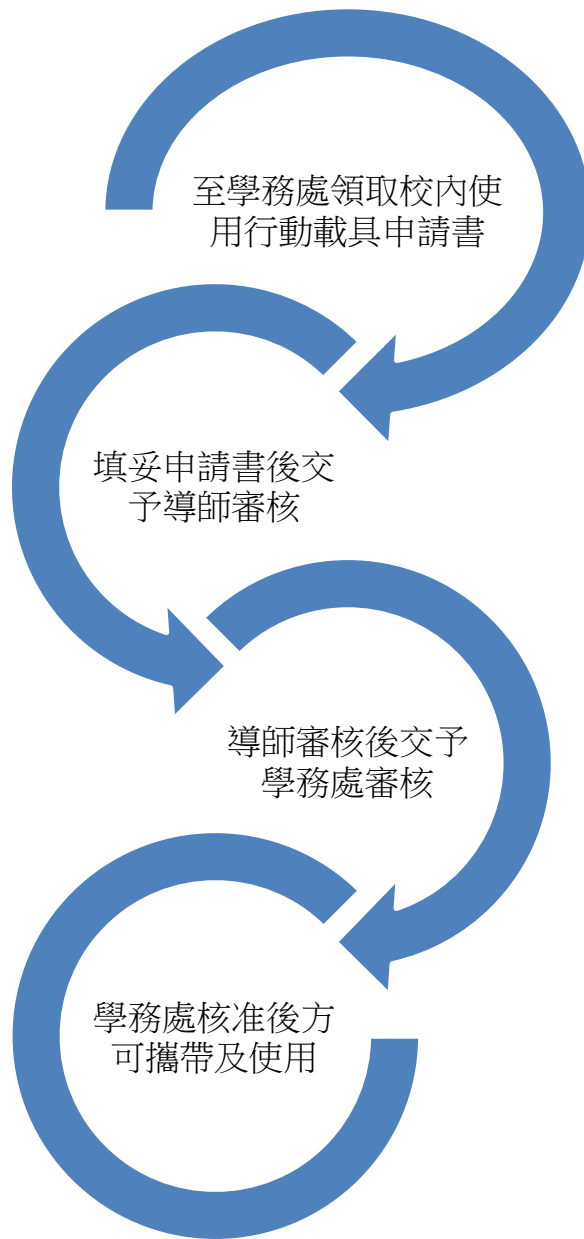 至學務處領取校內使
用行動載具申請書
填妥申請書後交
予導師審核
導師審核後交予
學務處審核
學務處核准後方
可攜帶及使用